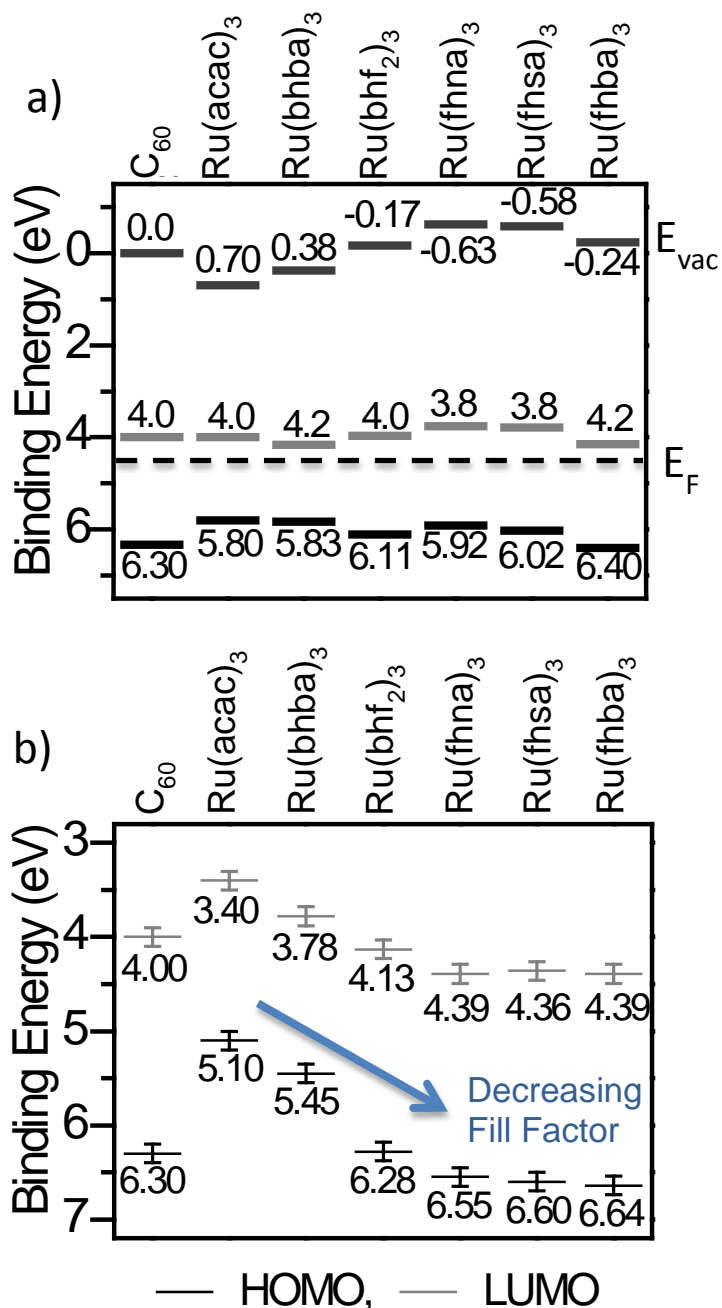 a)
C60 Ru(acac)3 Ru(bhba)3 Ru(bhf2)3 Ru(fhna)3 Ru(fhsa)3 Ru(fhba)3
Binding Energy (eV)
0
2
4
6
0.0 0.70 0.38 -0.17 -0.63 -0.58 -0.24
Evac
4.0 4.0 4.2 4.0 3.8 3.8 4.2
EF
6.30 5.80 5.83 6.11 5.92 6.02 6.40
b)
C60 Ru(acac)3 Ru(bhba)3 Ru(bhf2)3 Ru(fhna)3 Ru(fhsa)3 Ru(fhba)3
Binding Energy (eV)
3
4
5
6
7
4.00 3.40 3.78 4.13 4.39 4.36 4.39
Decreasing
Fill Factor
6.30 5.10 5.45 6.28 6.55 6.60 6.64
HOMO, LUMO